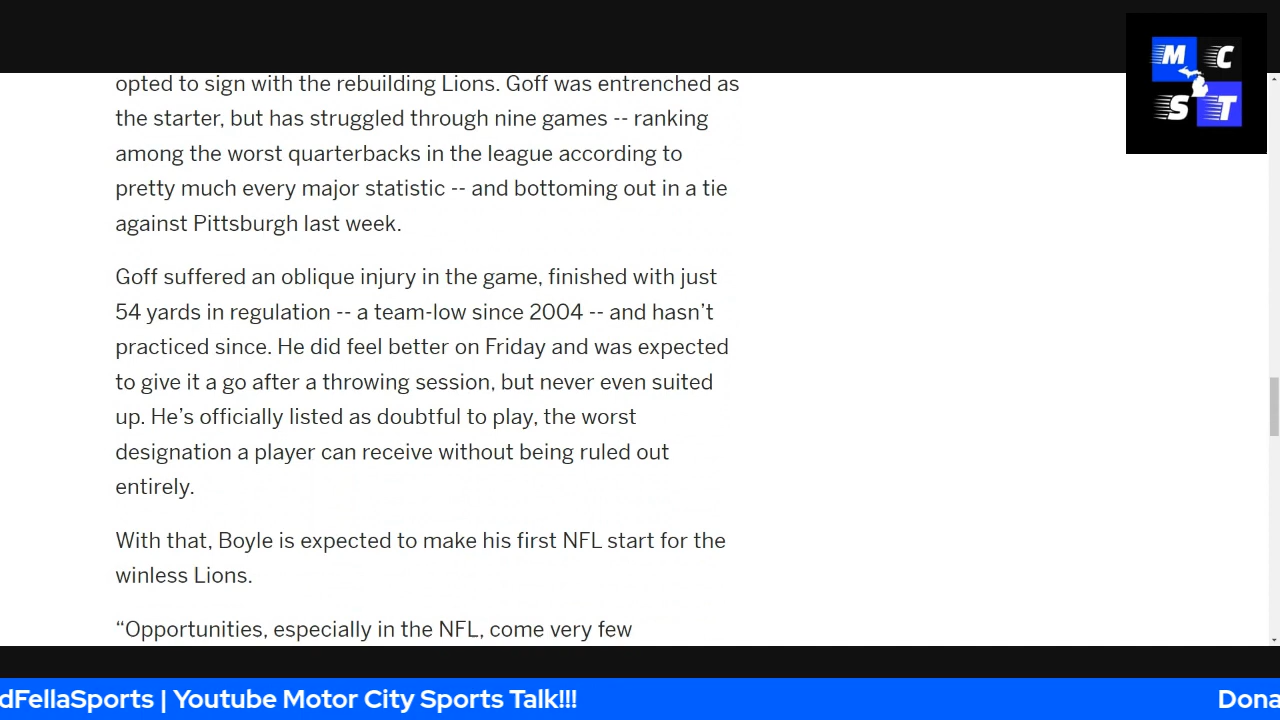 M C
S T
opted to sign with the rebuilding Lions. Goff was entrenched as
the starter, but has struggled through nine games -- ranking
among the worst quarterbacks in the league according to
pretty much every major statistic -- and bottoming out in a tie
against Pittsburgh last week.
Goff suffered an oblique injury in the game, finished with just
54 yards in regulation -- a team-low since 2004 -- and hasn’t
practiced since. He did feel better on Friday and was expected
to give it a go after a throwing session, but never even suited
up. He’s officially listed as doubtful to play, the worst
designation a player can receive without being ruled out
entirely.
With that, Boyle is expected to make his first NFL start for the
winless Lions.
“Opportunities, especially in the NFL, come very few
dFellaSports | Youtube Motor City Sports Talk!!! Dona